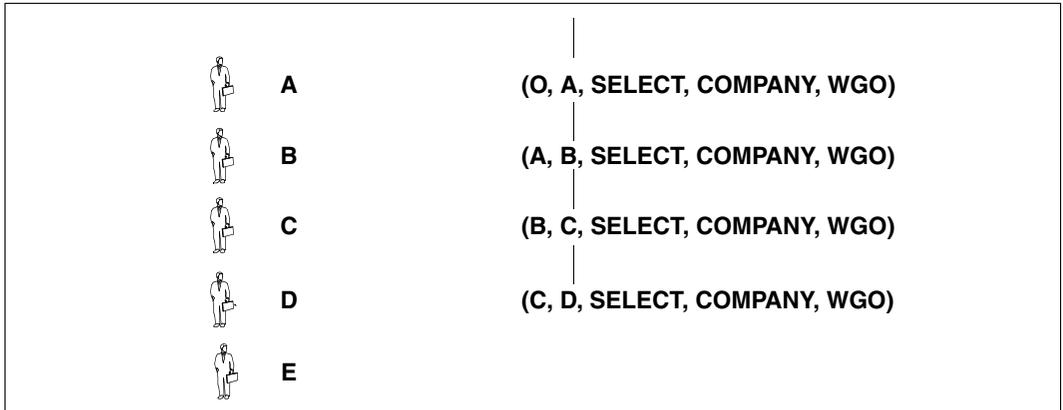 A (O, A, SELECT, COMPANY, WGO)
B (A, B, SELECT, COMPANY, WGO)
C (B, C, SELECT, COMPANY, WGO)
D (C, D, SELECT, COMPANY, WGO)
E